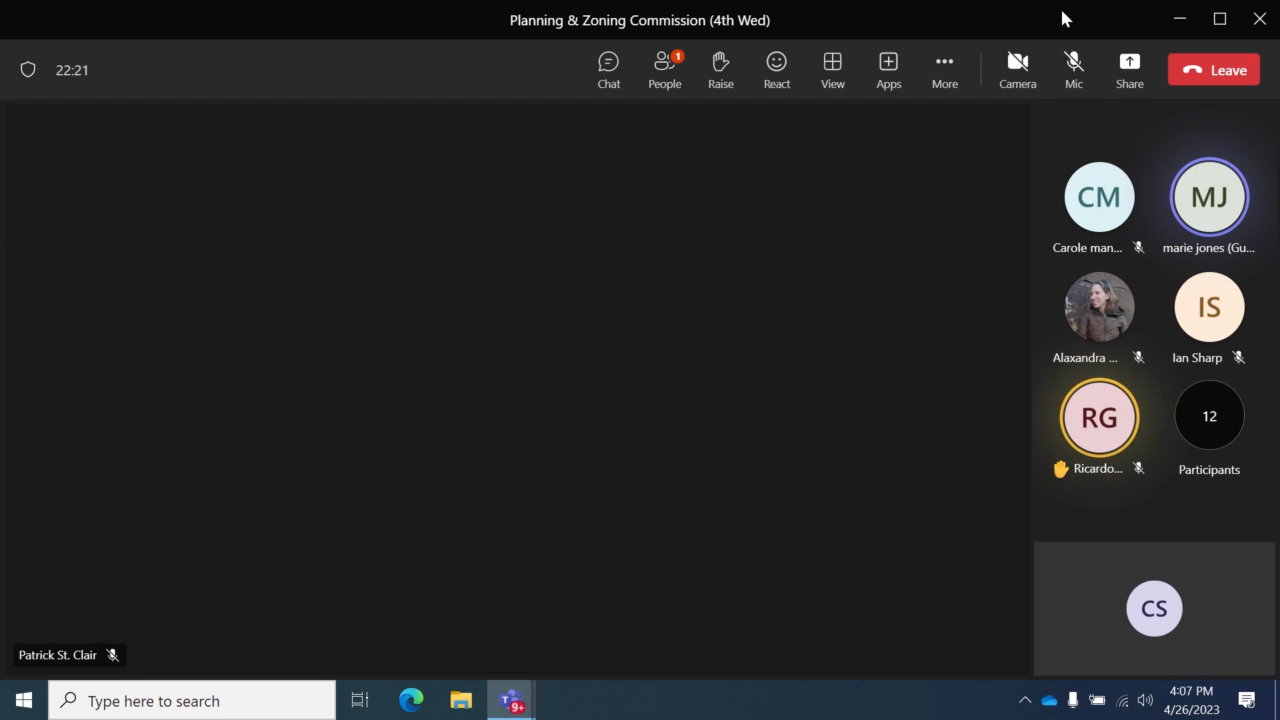 Planning & Zoning Commission (4th Wed)
22:21
Chat
People
1
Raise
React
View
Apps
More
Camera
Mic
Share
Leave
CM
MJ
Carole man...
marie jones (Gu...
IS
Alaxandra ...
Ian Sharp
RG
12
Ricardo...
Participants
CS
Patrick St. Clair
Type here to search
T
9+
4:07 PM
4/26/2023